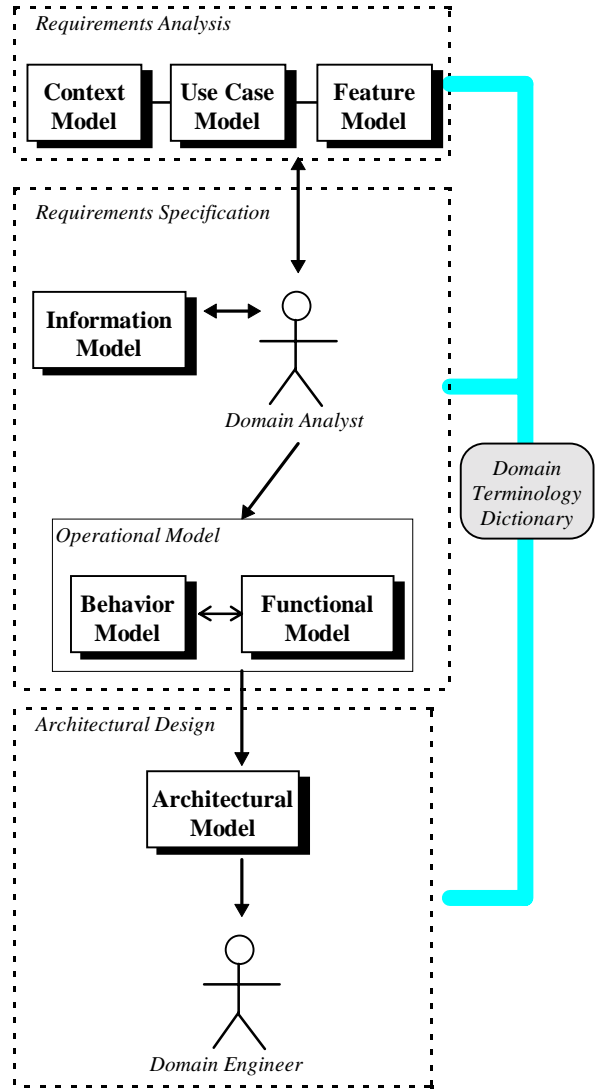 Requirements Analysis
Context
Model
Use Case
Model
Feature
Model
Requirements Specification
Information
Model
Domain Analyst
Domain
Terminology
Dictionary
Operational Model
Behavior
Model
Functional
Model
Architectural Design
Architectural
Model
Domain Engineer